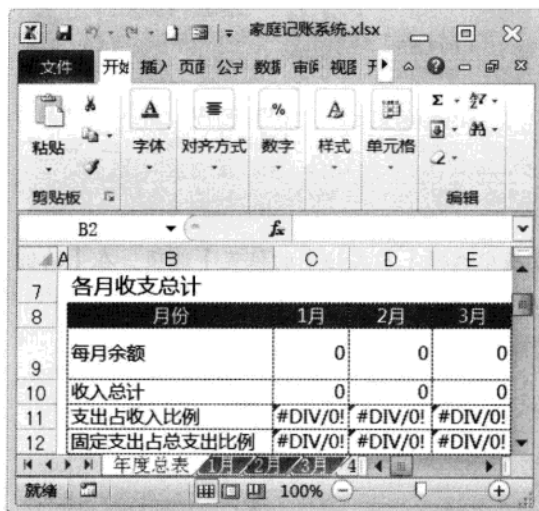 家庭记账系统.xlsx
文件 开始 插入 页面 公式 数据 审阅 视图 开
粘贴 字体 对齐方式 数字 样式 单元格
剪贴板 编辑
B2 fx
A B C D E
7 各月收支总计
8 月份 1月 2月 3月
9 每月余额 0 0 0
10 收入总计 0 0 0
11 支出占收入比例 #DIV/0! #DIV/0! #DIV/0!
12 固定支出占总支出比例 #DIV/0! #DIV/0! #DIV/0!
年度总表 1月 2月 3月 4
就绪 100%